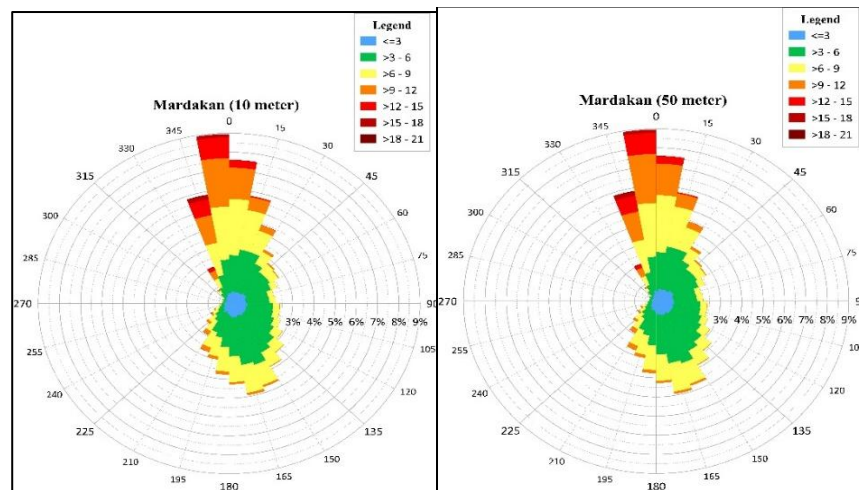 Legend
<=3
>3 - 6
>6 - 9
>9 - 12
>12 - 15
>15 - 18
>18 - 21
Mardakan (10 meter)
0
15
30
45
60
75
90
105
120
135
150
165
180
195
210
225
240
255
270
285
300
315
330
345
3% 4% 5% 6% 7% 8% 9%
Legend
<=3
>3 - 6
>6 - 9
>9 - 12
>12 - 15
>15 - 18
>18 - 21
Mardakan (50 meter)
0
15
30
45
60
75
9
10
120
135
150
165
180
195
210
225
240
255
270
285
300
315
330
345
3% 4% 5% 6% 7% 8% 9%